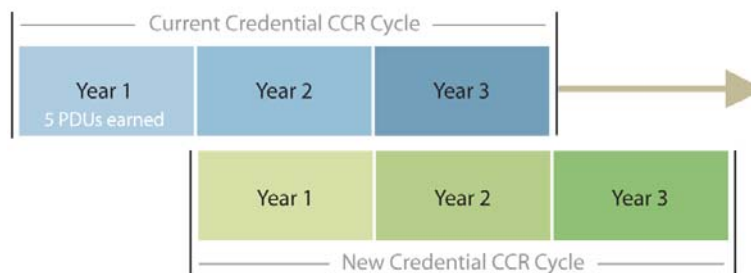 Current Credential CCR Cycle
Year 1
5 PDUs earned
Year 2
Year 3
Year 1
Year 2
Year 3
New Credential CCR Cycle